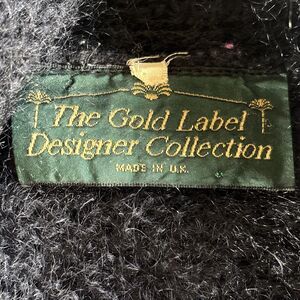 The Gold Label
Designer Collection
MADE IN U.K.